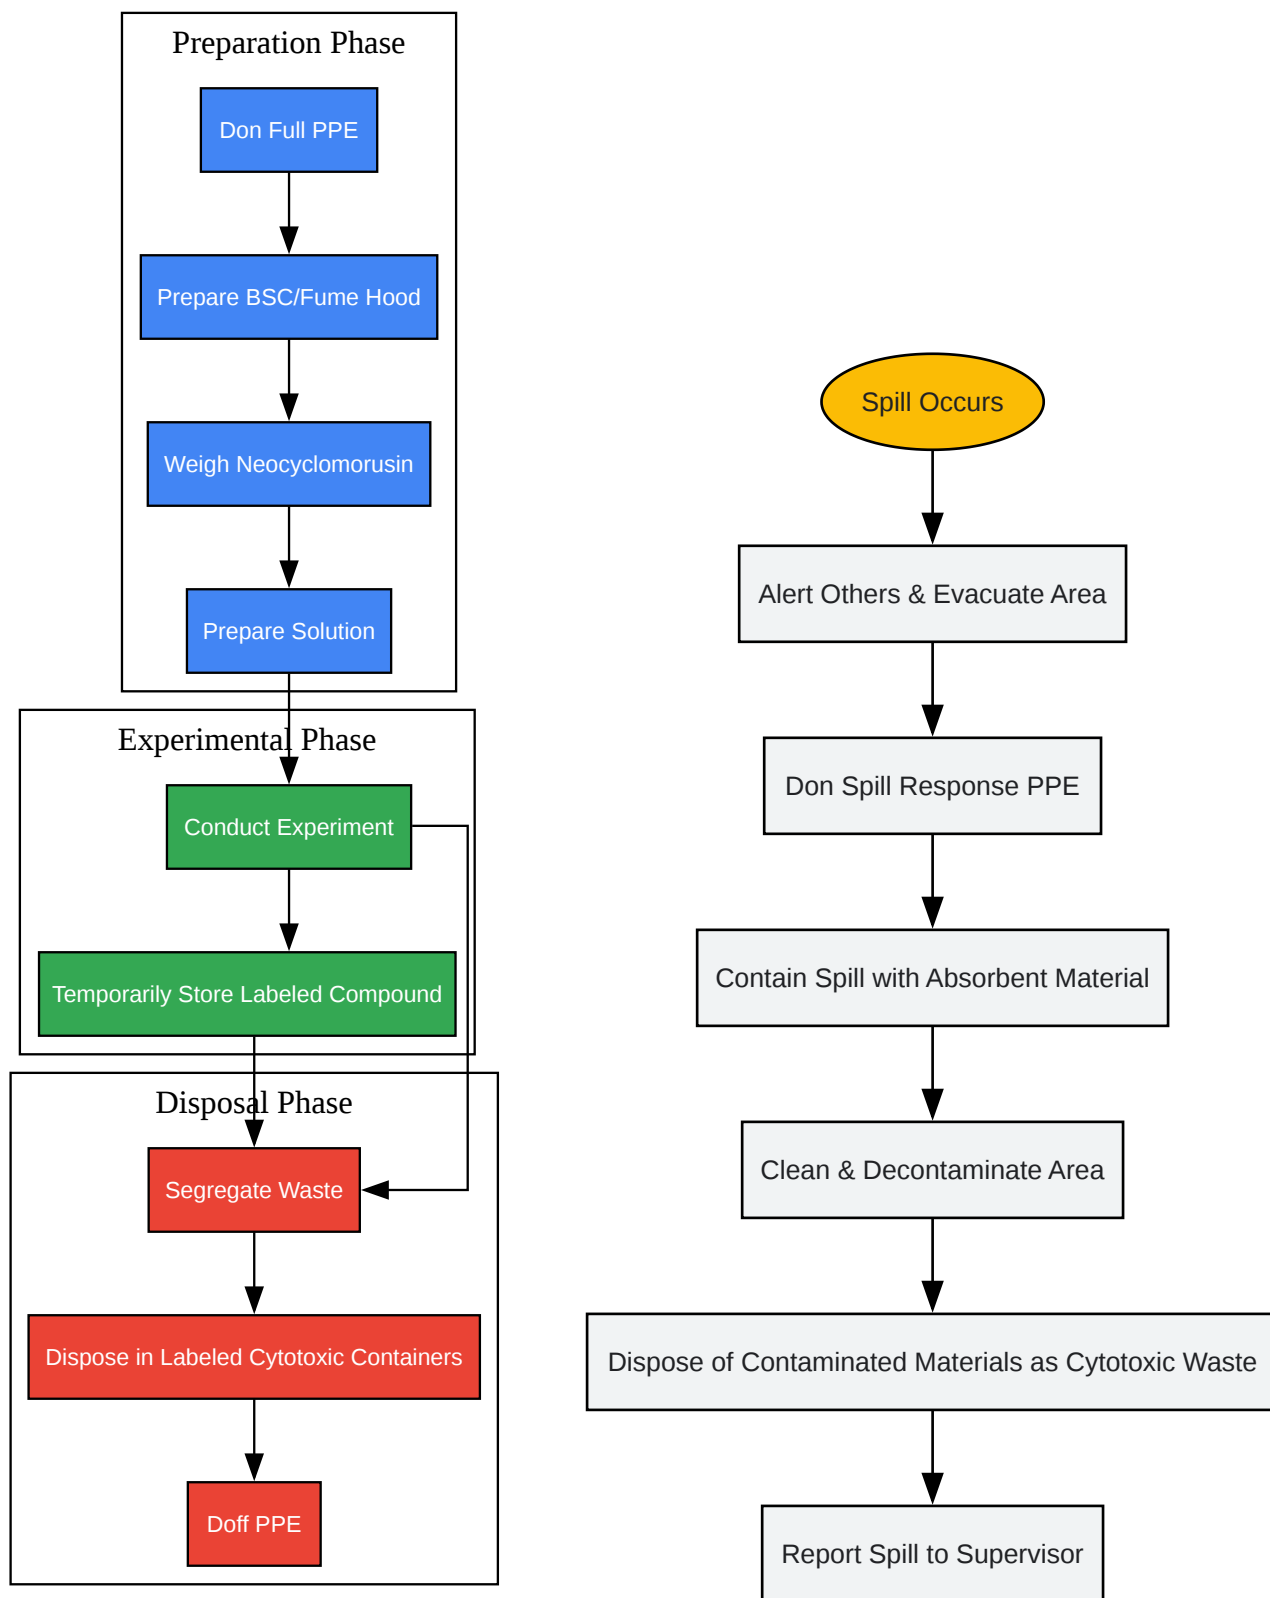 Preparation Phase
Don Full PPE
Prepare BSC/Fume Hood
Weigh Neocyclomorusin
Prepare Solution
Experimental Phase
Conduct Experiment
Temporarily Store Labeled Compound
Disposal Phase
Segregate Waste
Dispose in Labeled Cytotoxic Containers
Doff PPE
Spill Occurs
Alert Others & Evacuate Area
Don Spill Response PPE
Contain Spill with Absorbent Material
Clean & Decontaminate Area
Dispose of Contaminated Materials as Cytotoxic Waste
Report Spill to Supervisor